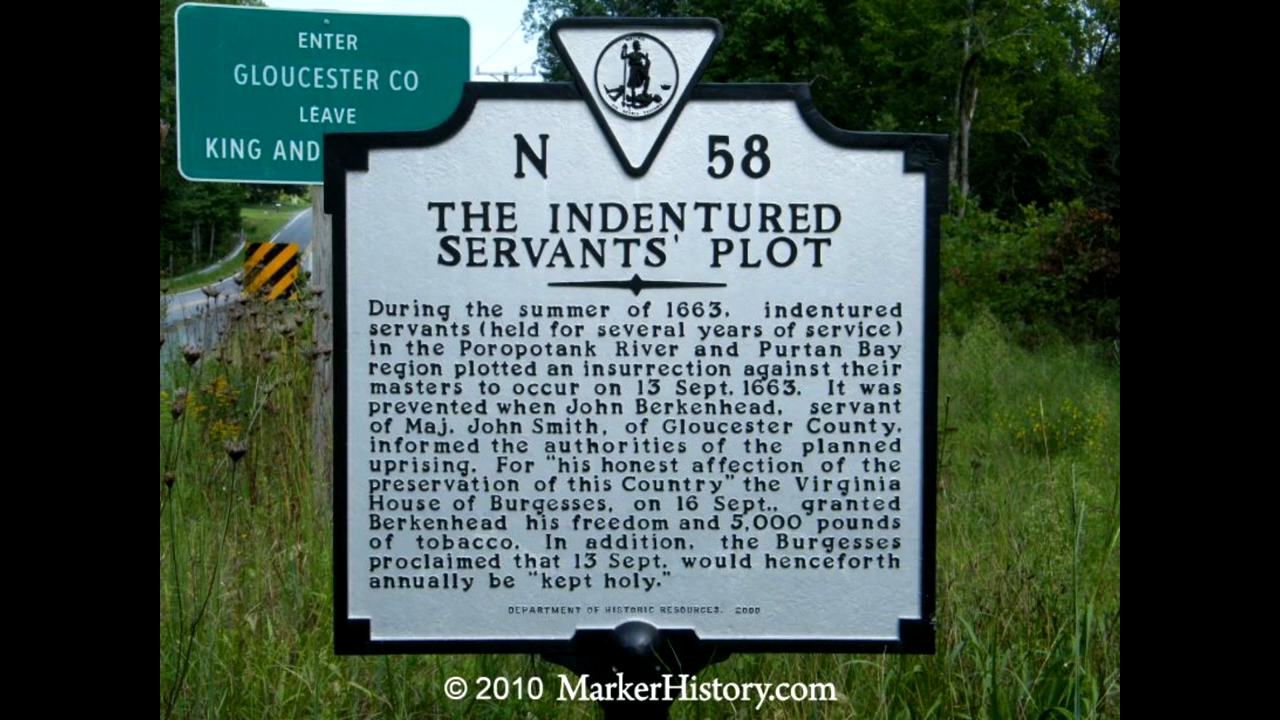 ENTER
GLOUCESTER CO
LEAVE
KING AND
N 58
THE INDENTURED
SERVANTS' PLOT
During the summer of 1663, indentured
servants (held for several years of service)
in the Poropotank River and Purtan Bay
region plotted an insurrection against their
masters to occur on 13 Sept. 1663. It was
prevented when John Berkenhead, servant
of Maj. John Smith, of Gloucester County,
informed the authorities of the planned
uprising. For "his honest affection of the
preservation of this Country" the Virginia
House of Burgesses, on 16 Sept., granted
Berkenhead his freedom and 5,000 pounds
of tobacco. In addition, the Burgesses
proclaimed that 13 Sept. would henceforth
annually be "kept holy."
DEPARTMENT OF HISTORIC RESOURCES, 2000
© 2010 MarkerHistory.com